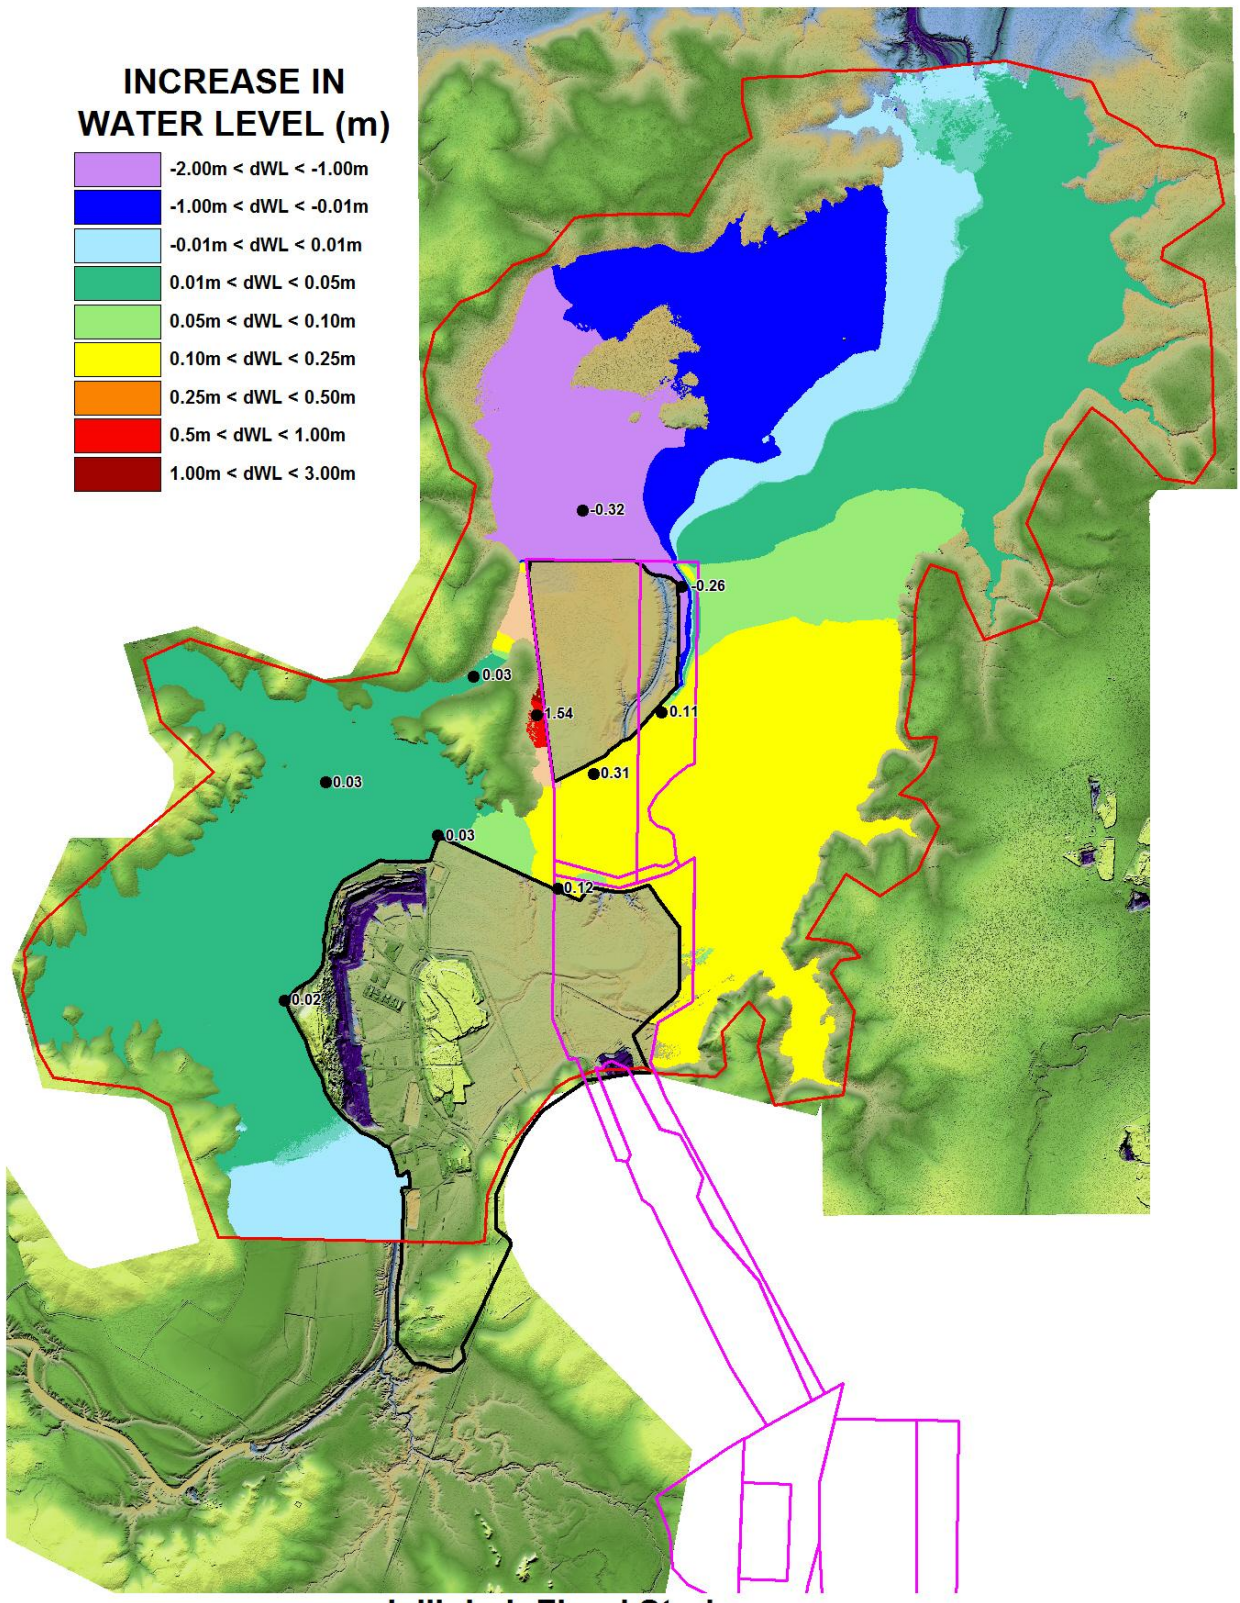 INCREASE IN
WATER LEVEL (m)
-2.00m < dWL < -1.00m
-1.00m < dWL < -0.01m
-0.01m < dWL < 0.01m
0.01m < dWL < 0.05m
0.05m < dWL < 0.10m
0.10m < dWL < 0.25m
0.25m < dWL < 0.50m
0.5m < dWL < 1.00m
1.00m < dWL < 3.00m
-0.32
-0.26
0.03
1.54
0.11
0.31
0.03
0.03
0.12
0.02